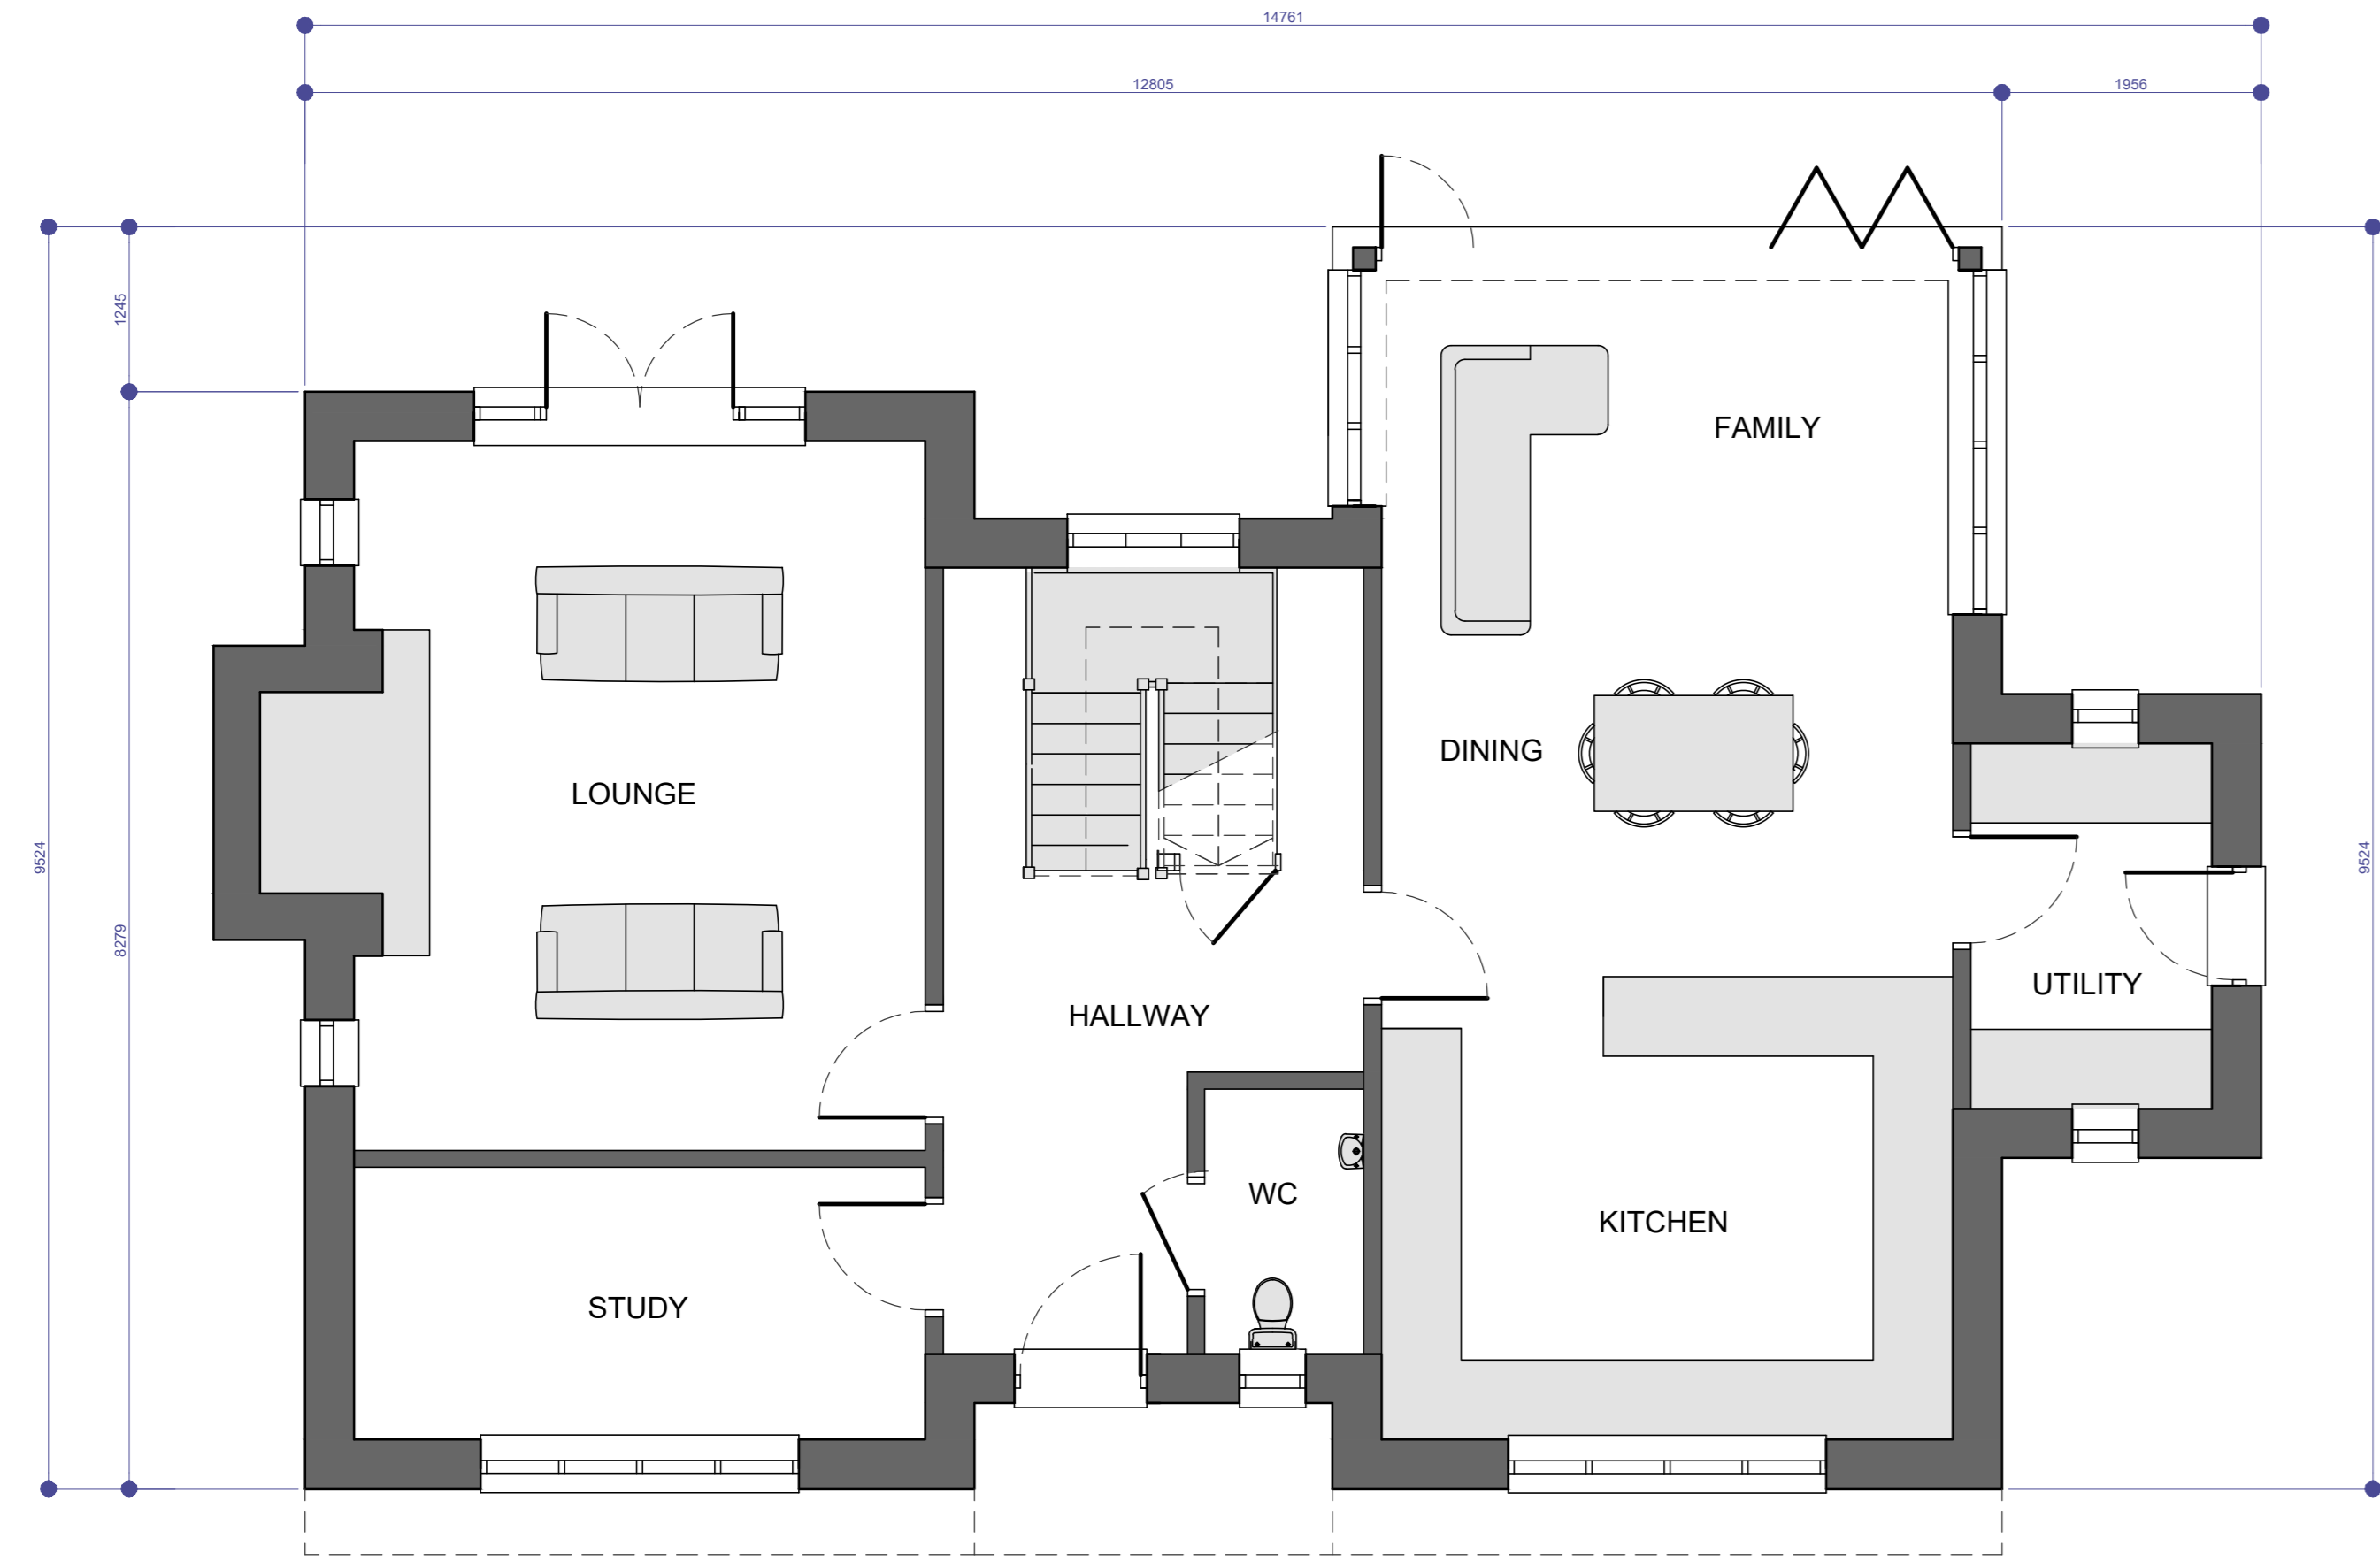 14761
12805
1956
1245
FAMILY
DINING
LOUNGE
9524
9524
8279
UTILITY
HALLWAY
WC
KITCHEN
STUDY